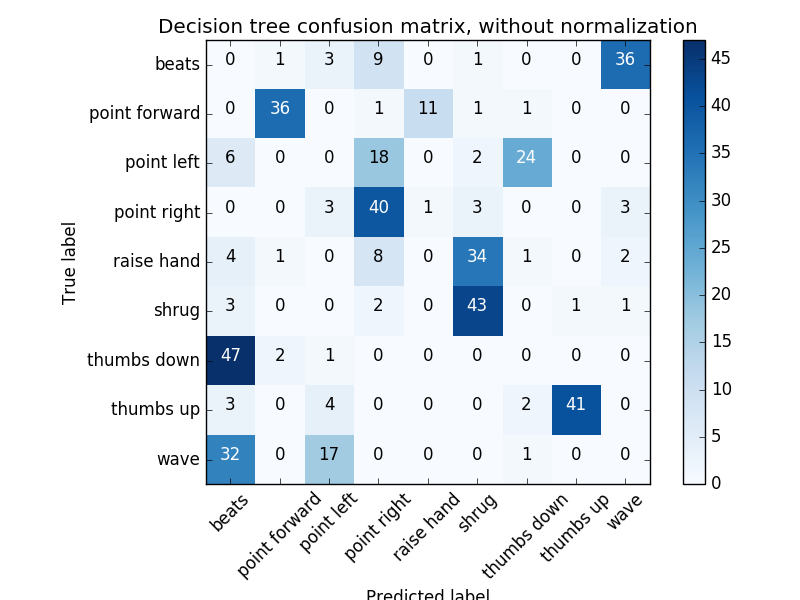 Decision tree confusion matrix, without normalization
True label
beats 0 1 3 9 0 1 0 0 36
point forward 0 36 0 1 11 1 1 0 0
point left 6 0 0 18 0 2 24 0 0
point right 0 0 3 40 1 3 0 0 3
raise hand 4 1 0 8 0 34 1 0 2
shrug 3 0 0 2 0 43 0 1 1
thumbs down 47 2 1 0 0 0 0 0 0
thumbs up 3 0 4 0 0 0 2 41 0
wave 32 0 17 0 0 0 1 0 0
beats point forward point left point right raise hand shrug thumbs down thumbs up wave
Predicted label
45
40
35
30
25
20
15
10
5
0